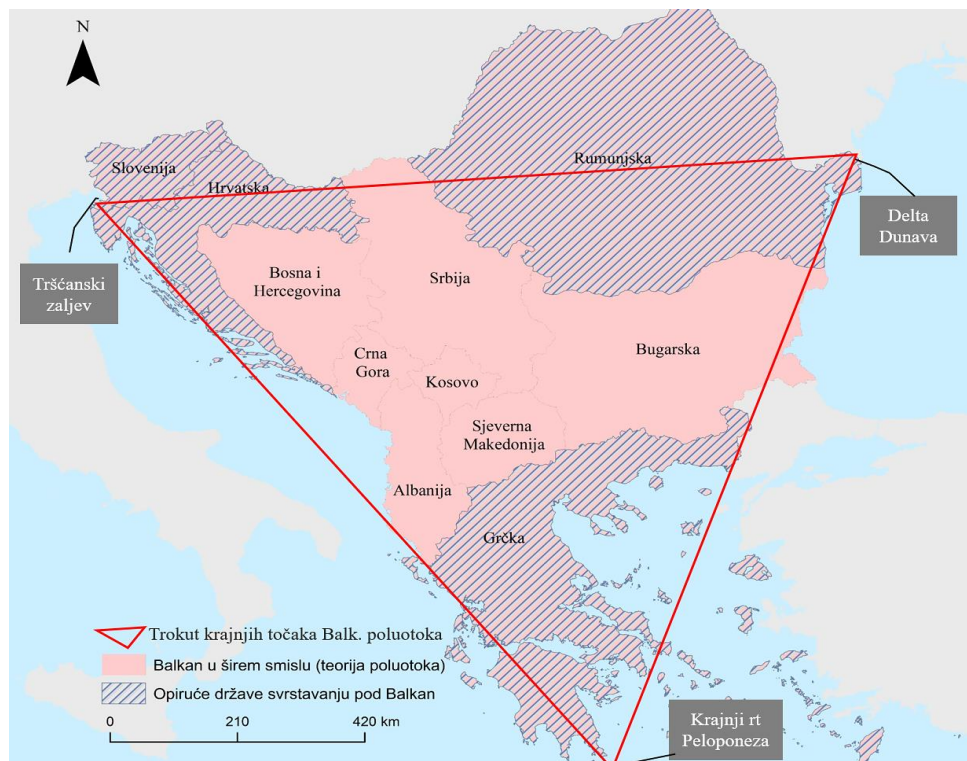 N
Slovenija
Hrvatska
Rumunjska
Delta
Dunava
Tršćanski
zaljev
Bosna i
Hercegovina
Srbija
Bugarska
Crna
Gora
Kosovo
Sjeverna
Makedonija
Albanija
Grčka
Trokut krajnjih točaka Balk. poluotoka
Balkan u širem smislu (teorija poluotoka)
Opiruće države svrstavanju pod Balkan
0 210 420 km
Krajnji rt
Peloponeza